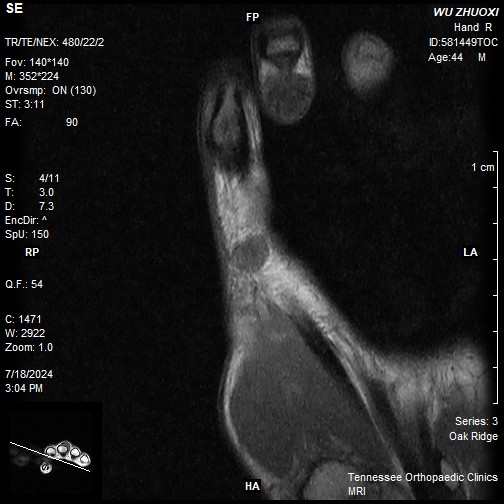 SE
FP
WU ZHUOXI
Hand R
ID:581449TOC
Age:44 M
TR/TE/NEX: 480/22/2
Fov: 140*140
M: 352*224
Ovrsmp: ON (130)
ST: 3:11
FA: 90
1 cm
S: 4/11
T: 3.0
D: 7.3
EncDir: ^
SpU: 150
RP
LA
Q.F.: 54
C: 1471
W: 2922
Zoom: 1.0
7/18/2024
3:04 PM
Series: 3
Oak Ridge
HA
Tennessee Orthopaedic Clinics
MRI